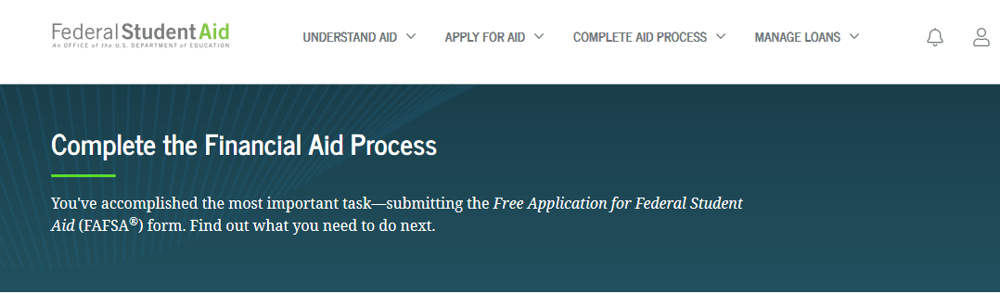 Federal Student Aid
An OFFICE of the U.S. DEPARTMENT of EDUCATION
UNDERSTAND AID APPLY FOR AID COMPLETE AID PROCESS MANAGE LOANS
Complete the Financial Aid Process
You've accomplished the most important task—submitting the Free Application for Federal Student
Aid (FAFSA®) form. Find out what you need to do next.